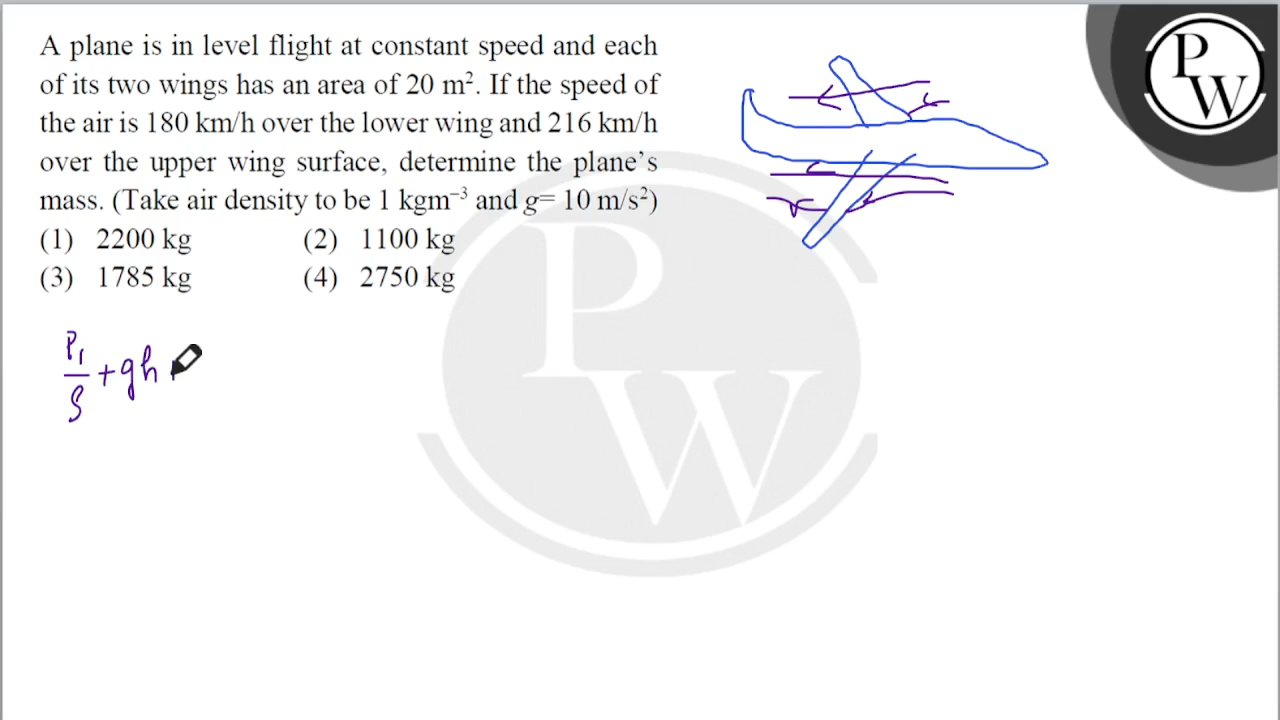 A plane is in level flight at constant speed and each
of its two wings has an area of 20 m². If the speed of
the air is 180 km/h over the lower wing and 216 km/h
over the upper wing surface, determine the plane's
mass. (Take air density to be 1 kgm⁻³ and g= 10 m/s²)
(1) 2200 kg (2) 1100 kg
(3) 1785 kg (4) 2750 kg
P₁/ρ + gh
P
W
P
W